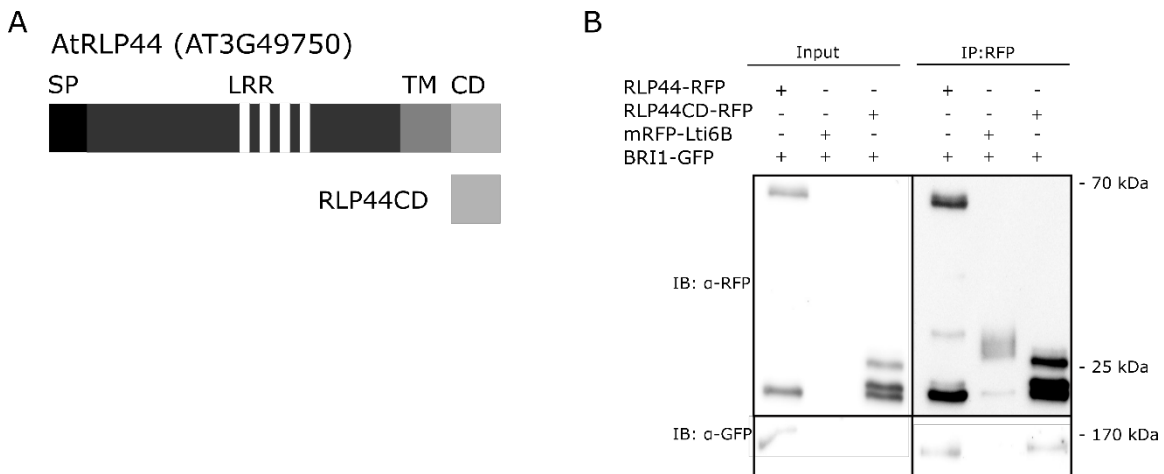 A
AtRLP44 (AT3G49750)
SP LRR TM CD
RLP44CD
B
Input IP:RFP
RLP44-RFP + - - + - -
RLP44CD-RFP - - + - - +
mRFP-Lti6B - + - - + -
BRI1-GFP + + + + + +
- 70 kDa
IB: α-RFP
- 25 kDa
IB: α-GFP - 170 kDa